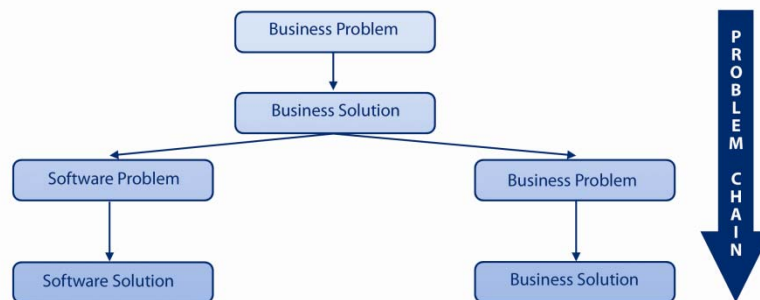 Business Problem
Business Solution
Software Problem
Business Problem
Software Solution
Business Solution
PROBLEM CHAIN